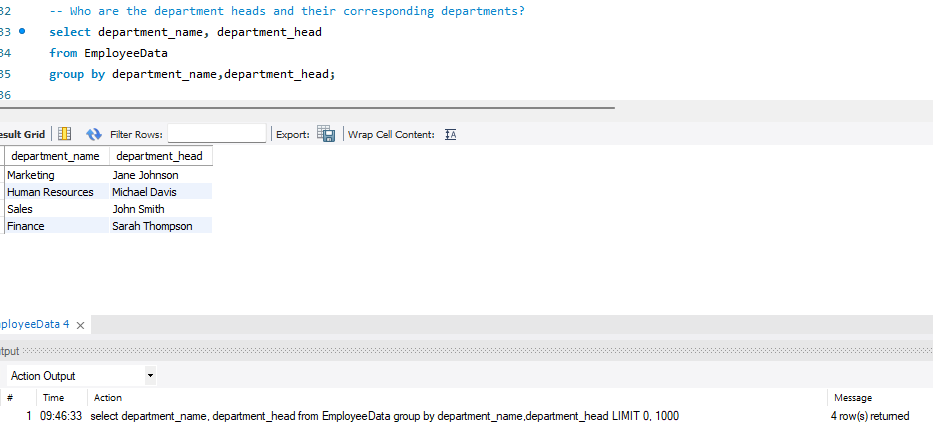 32 -- Who are the department heads and their corresponding departments?
33 select department_name, department_head
34 from EmployeeData
35 group by department_name,department_head;
36
esult Grid Filter Rows: Export: Wrap Cell Content:
department_name department_head
Marketing Jane Johnson
Human Resources Michael Davis
Sales John Smith
Finance Sarah Thompson
mployeeData 4
utput
Action Output
# Time Action Message
1 09:46:33 select department_name, department_head from EmployeeData group by department_name,department_head LIMIT 0, 1000 4 row(s) returned